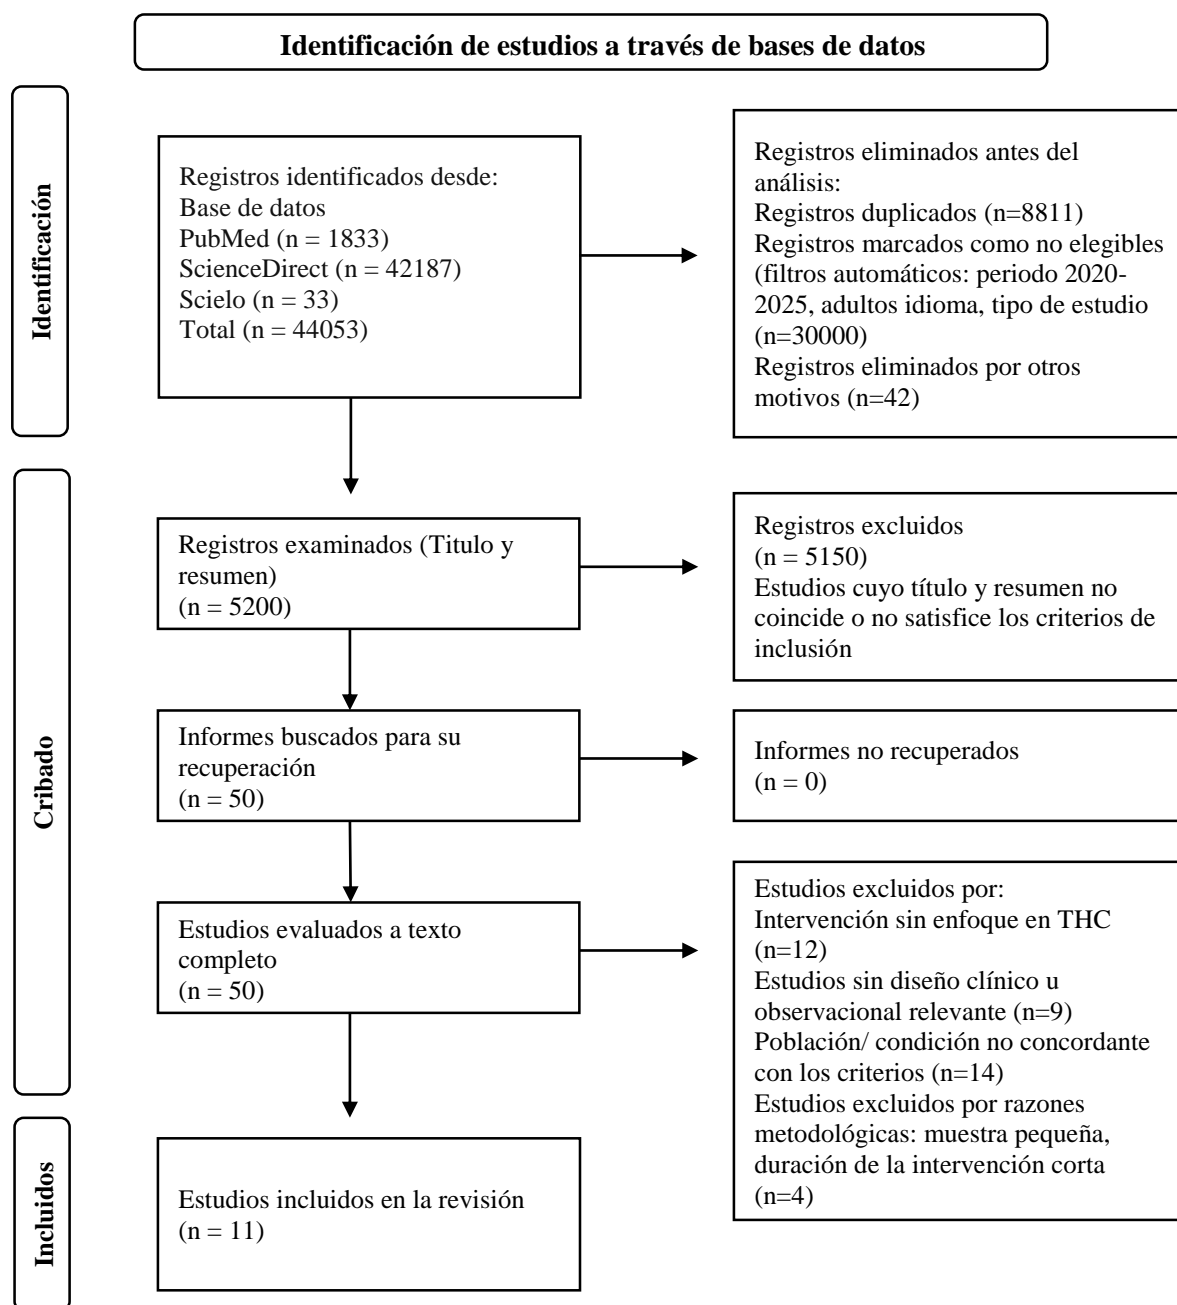 Identificación de estudios a través de bases de datos
Identificación
Registros identificados desde:
Base de datos
PubMed (n = 1833)
ScienceDirect (n = 42187)
Scielo (n = 33)
Total (n = 44053)
Registros eliminados antes del
análisis:
Registros duplicados (n=8811)
Registros marcados como no elegibles
(filtros automáticos: periodo 2020-
2025, adultos idioma, tipo de estudio
(n=30000)
Registros eliminados por otros
motivos (n=42)
Cribado
Registros examinados (Titulo y
resumen)
(n = 5200)
Registros excluidos
(n = 5150)
Estudios cuyo título y resumen no
coincide o no satisfice los criterios de
inclusión
Informes buscados para su
recuperación
(n = 50)
Informes no recuperados
(n = 0)
Estudios evaluados a texto
completo
(n = 50)
Estudios excluidos por:
Intervención sin enfoque en THC
(n=12)
Estudios sin diseño clínico u
observacional relevante (n=9)
Población/ condición no concordante
con los criterios (n=14)
Estudios excluidos por razones
metodológicas: muestra pequeña,
duración de la intervención corta
(n=4)
Incluidos
Estudios incluidos en la revisión
(n = 11)